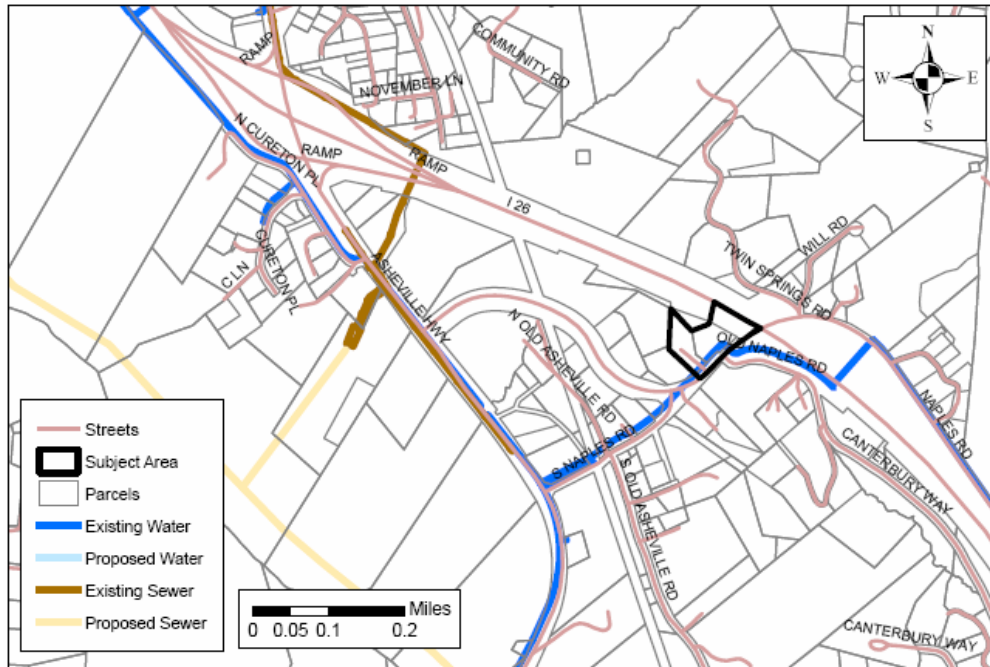 COMMUNITY RD
RAMP
NOVEMBER LN
N
W E
S
N CURETON PL
RAMP
RAMP
I 26
CURETON PL
C LN
ASHEVILLE HWY
TWIN SPRINGS RD
WILL RD
N OLD ASHEVILLE RD
OLD NAPLES RD
NAPLES RD
S NAPLES RD
S OLD ASHEVILLE RD
CANTERBURY WAY
CANTERBURY WAY
Streets
Subject Area
Parcels
Existing Water
Proposed Water
Existing Sewer
Proposed Sewer
Miles
0 0.05 0.1 0.2